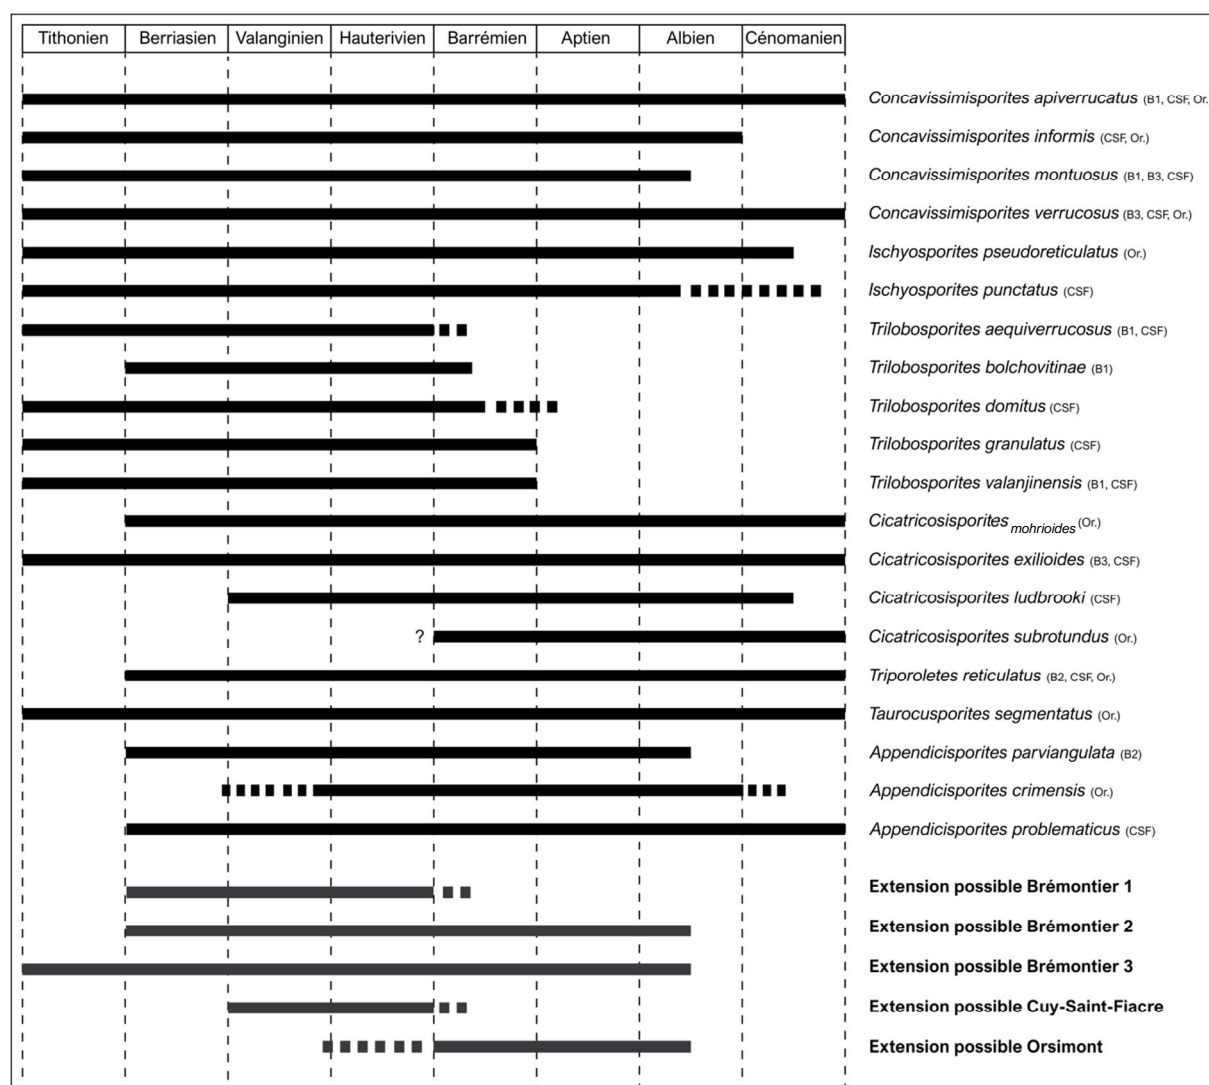 Tithonien Berriasien Valanginien Hauterivien Barrémien Aptien Albien Cénomanien
Concavissimisporites apiverrucatus (B1, CSF, Or.
Concavissimisporites informis (CSF, Or.)
Concavissimisporites montuosus (B1, B3, CSF)
Concavissimisporites verrucosus (B3, CSF, Or.)
Ischyosporites pseudoreticulatus (Or.)
Ischyosporites punctatus (CSF)
Trilobosporites aequiverrucosus (B1, CSF)
Trilobosporites bolchovitinae (B1)
Trilobosporites domitus (CSF)
Trilobosporites granulatus (CSF)
Trilobosporites valanjinensis (B1, CSF)
Cicatricosisporites mohrioides (Or.)
Cicatricosisporites exilioides (B3, CSF)
Cicatricosisporites ludbrooki (CSF)
? Cicatricosisporites subrotundus (Or.)
Triporoletes reticulatus (B2, CSF, Or.)
Taurocusporites segmentatus (Or.)
Appendicisporites parviangulata (B2)
Appendicisporites crimensis (Or.)
Appendicisporites problematicus (CSF)
Extension possible Brémontier 1
Extension possible Brémontier 2
Extension possible Brémontier 3
Extension possible Cuy-Saint-Fiacre
Extension possible Orsimont